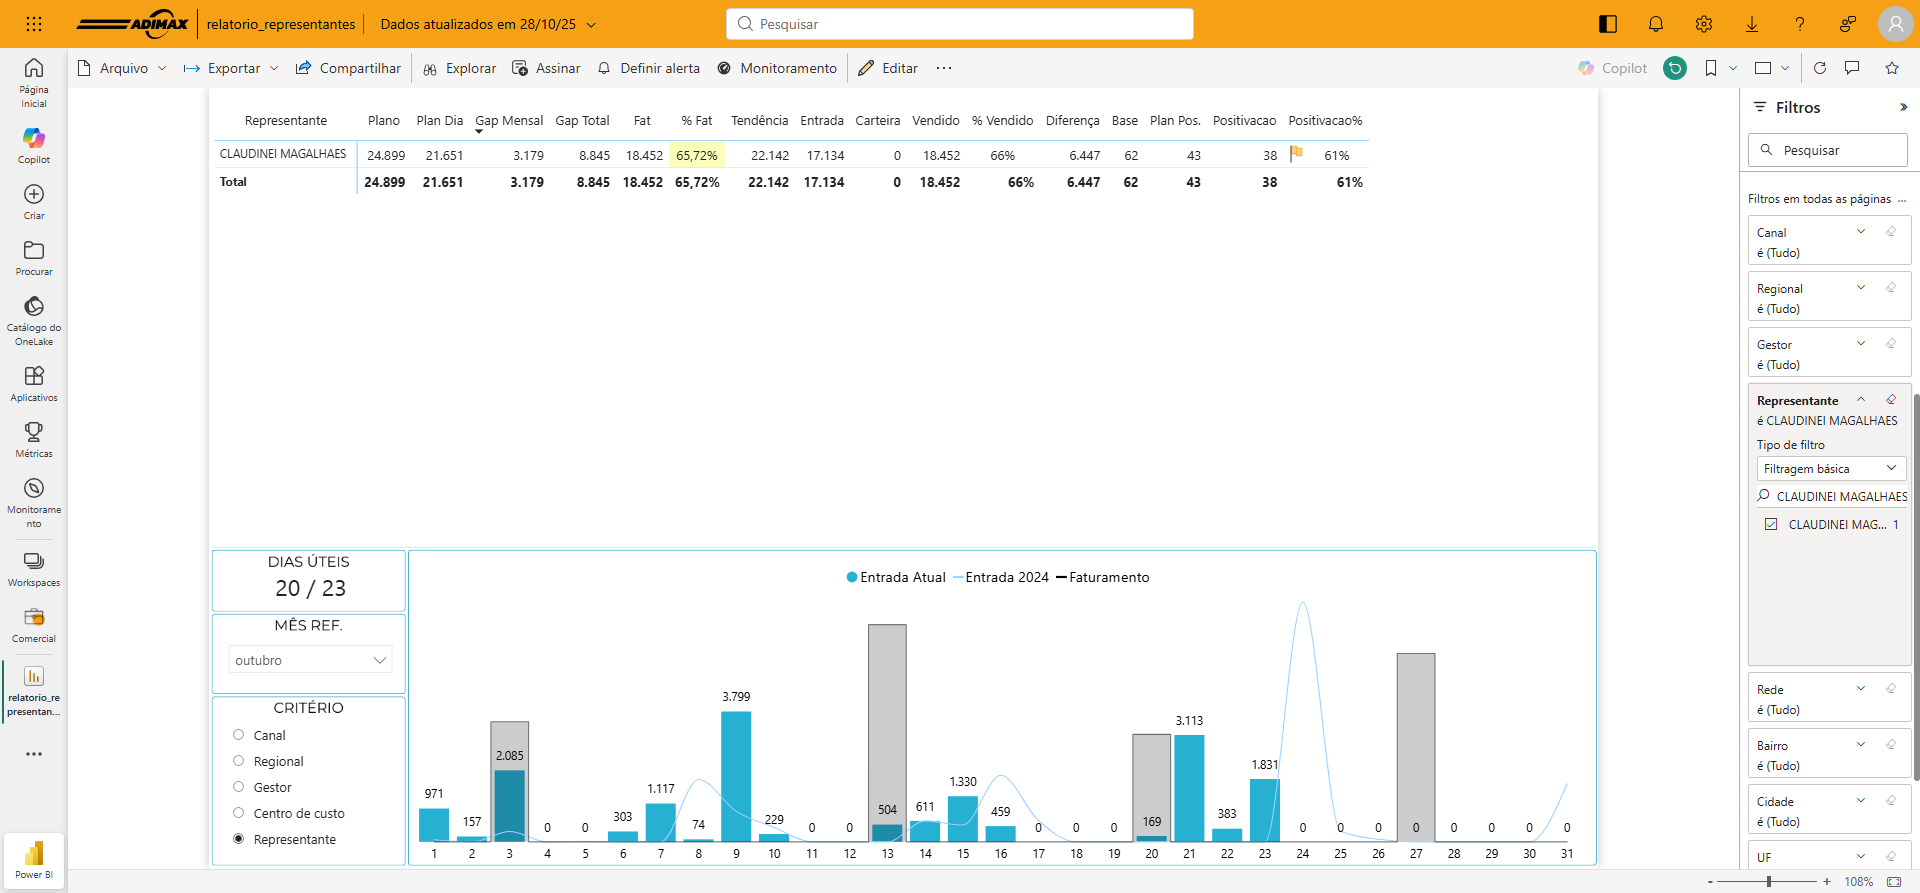 ADIMAX relatorio_representantes Dados atualizados em 28/10/25 Pesquisar
Arquivo Exportar Compartilhar Explorar Assinar Definir alerta Monitoramento Editar ... Copilot
Página Inicial
Copilot
Criar
Procurar
Catálogo do OneLake
Aplicativos
Métricas
Monitorame
nto
Workspaces
Comercial
relatorio_re
presentan...
Power BI
Representante Plano Plan Dia Gap Mensal Gap Total Fat % Fat Tendência Entrada Carteira Vendido % Vendido Diferença Base Plan Pos. Positivacao Positivacao%
CLAUDINEI MAGALHAES 24.899 21.651 3.179 8.845 18.452 65,72% 22.142 17.134 0 18.452 66% 6.447 62 43 38 61%
Total 24.899 21.651 3.179 8.845 18.452 65,72% 22.142 17.134 0 18.452 66% 6.447 62 43 38 61%
DIAS ÚTEIS
20 / 23
MÊS REF.
outubro
CRITÉRIO
Canal
Regional
Gestor
Centro de custo
Representante
Entrada Atual Entrada 2024 Faturamento
971 157 2.085 0 0 303 1.117 74 3.799 229 0 0 504 611 1.330 459 0 0 0 169 3.113 383 1.831 0 0 0 0 0 0 0 0
1 2 3 4 5 6 7 8 9 10 11 12 13 14 15 16 17 18 19 20 21 22 23 24 25 26 27 28 29 30 31
Filtros
Pesquisar
Filtros em todas as páginas ...
Canal
é (Tudo)
Regional
é (Tudo)
Gestor
é (Tudo)
Representante
é CLAUDINEI MAGALHAES
Tipo de filtro
Filtragem básica
CLAUDINEI MAGALHAES
CLAUDINEI MAG... 1
Rede
é (Tudo)
Bairro
é (Tudo)
Cidade
é (Tudo)
UF
- + 108%